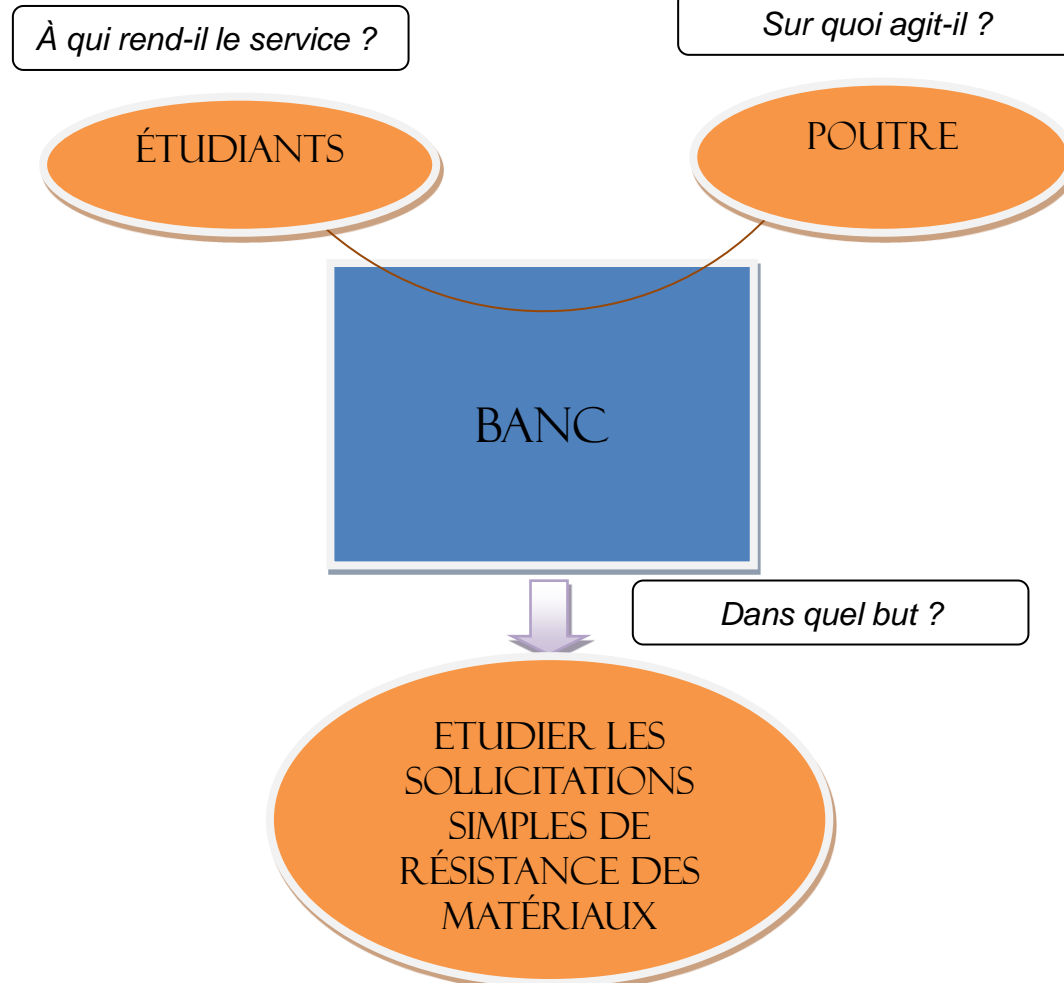 À qui rend-il le service ?
Sur quoi agit-il ?
ÉTUDIANTS
POUTRE
BANC
Dans quel but ?
ETUDIER LES
SOLLICITATIONS
SIMPLES DE
RÉSISTANCE DES
MATÉRIAUX